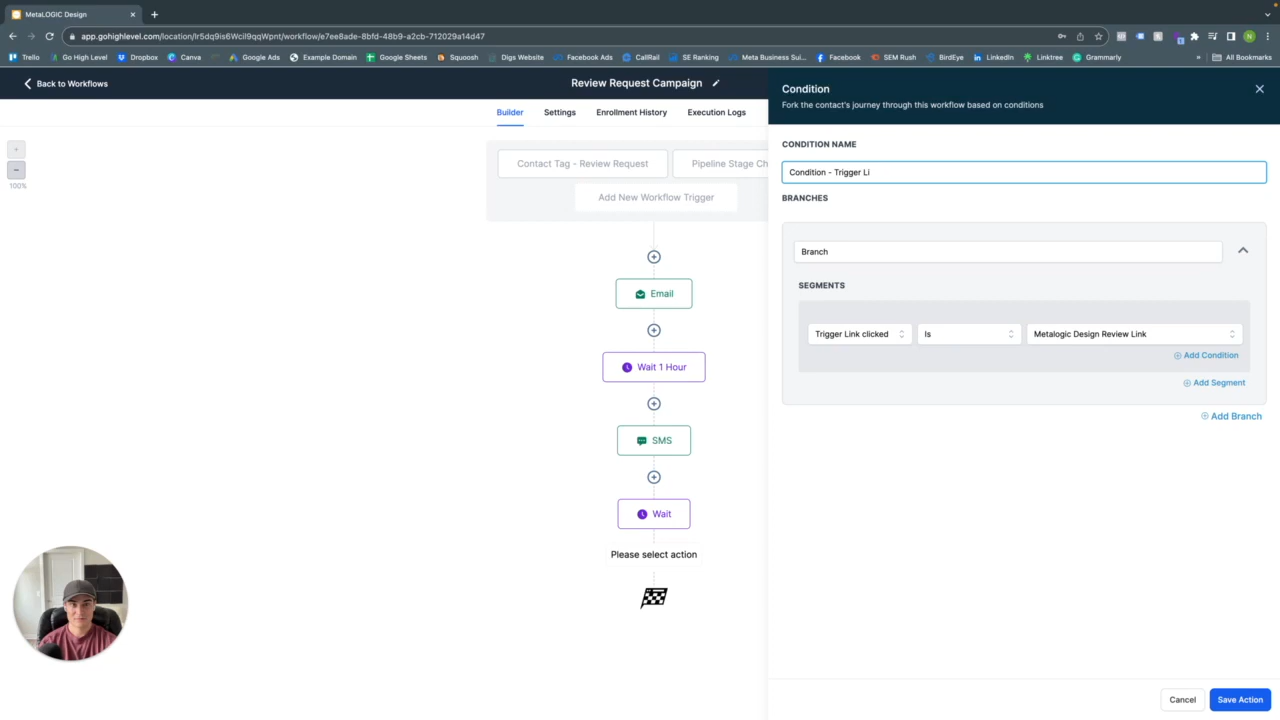 MetaLOGIC Design
app.gohighlevel.com/location/lr5dq9is6Wcil9qqWpnt/workflow/e7ee8ade-8bfd-48b9-a2cb-712029a14d47
Trello Go High Level Dropbox Canva Google Ads Example Domain Google Sheets Squoosh Digs Website Facebook Ads CallRail SE Ranking Meta Business Sui... Facebook SEM Rush BirdEye LinkedIn Linktree Grammarly » All Bookmarks
Back to Workflows
Review Request Campaign
Builder Settings Enrollment History Execution Logs
100%
Contact Tag - Review Request
Pipeline Stage Ch
Add New Workflow Trigger
Email
Wait 1 Hour
SMS
Wait
Please select action
Condition
Fork the contact's journey through this workflow based on conditions
CONDITION NAME
Condition - Trigger Li
BRANCHES
Branch
SEGMENTS
Trigger Link clicked Is Metalogic Design Review Link
Add Condition
Add Segment
Add Branch
Cancel Save Action